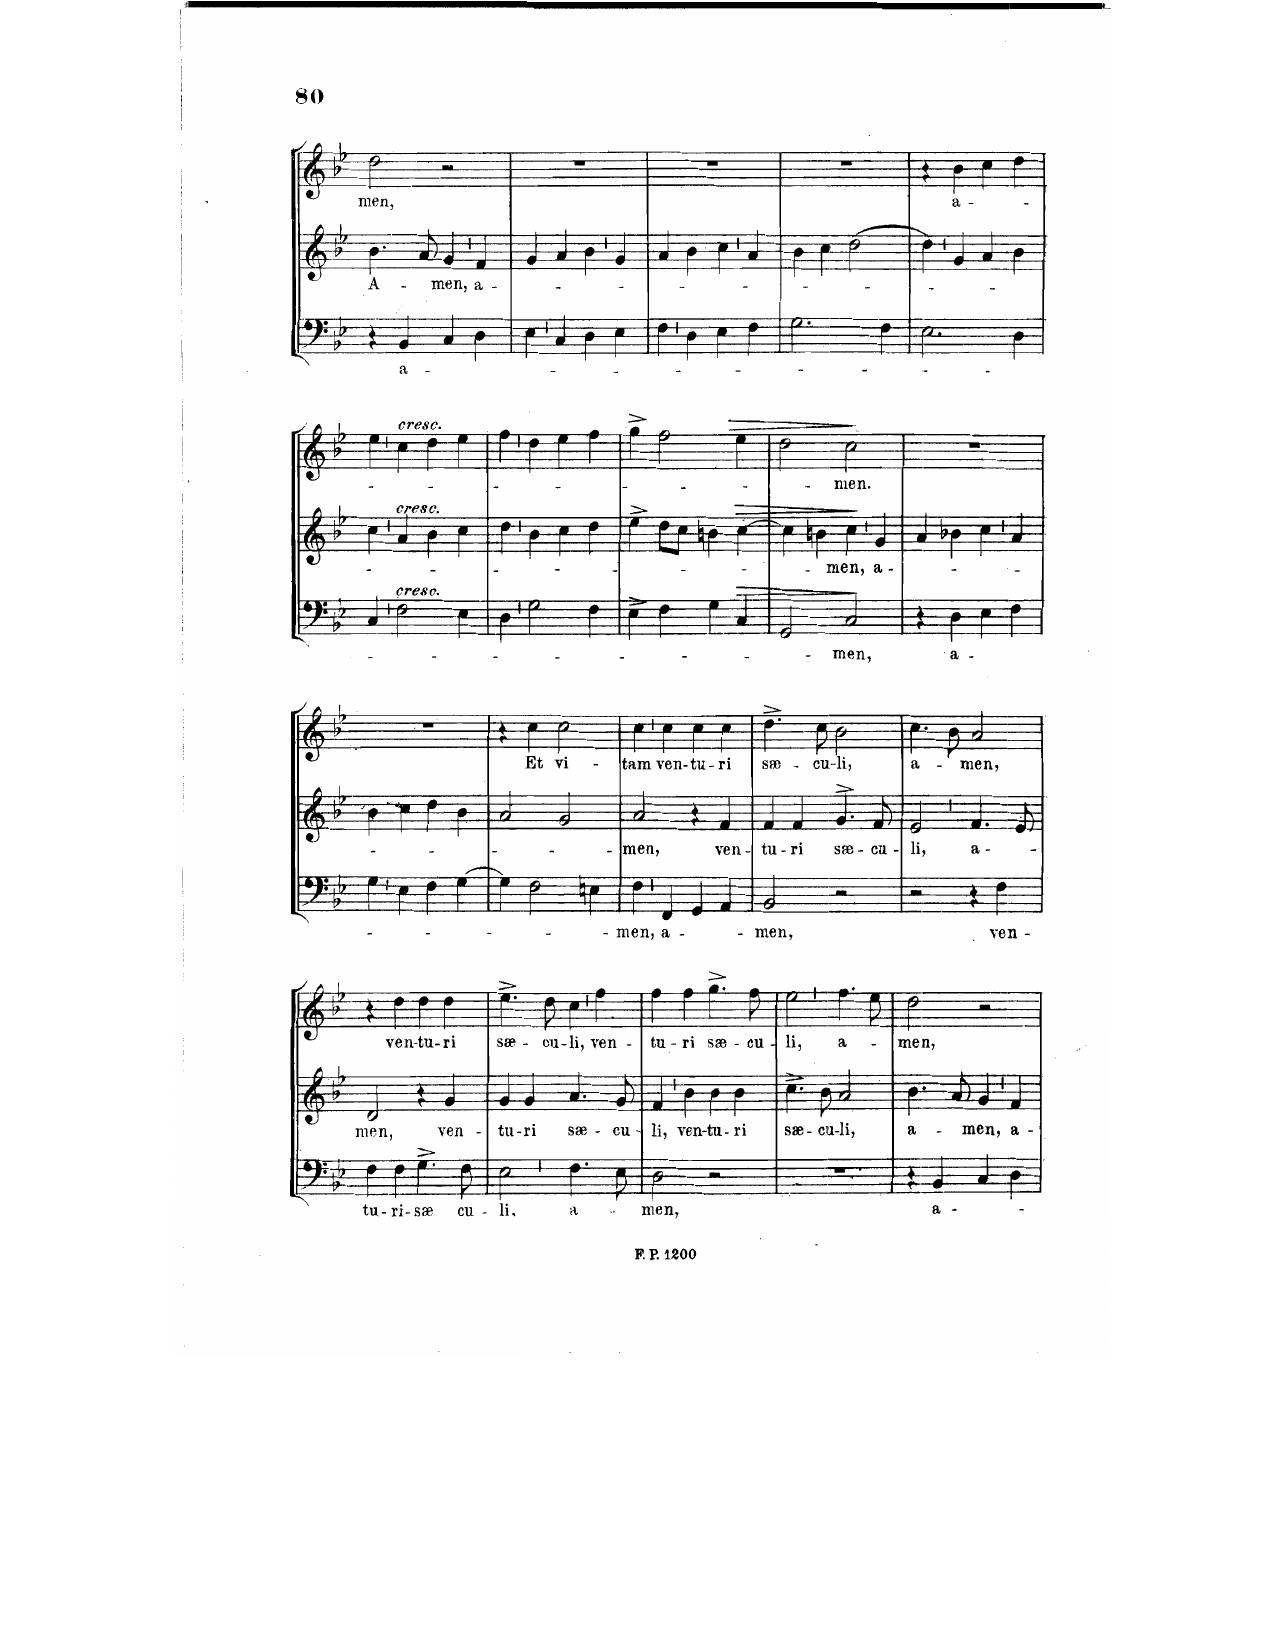 80
men, a -
A - men, a -
a -
cresc.
- men.
cresc.
- men, a -
cresc.
- men, a -
Et vi - tam ven-tu-ri sæ - cu-li, a - men,
- men, ven- tu-ri sæ - cu - li, a -
- men, a - men, ven -
ven-tu-ri sæ - cu-li, ven - tu-ri sæ - cu - li, a - men,
men, ven - tu-ri sæ - cu - li, ven-tu-ri sæ - cu-li, a - men, a -
tu-ri-sæ cu - li. a - men, a -
F. P. 1200